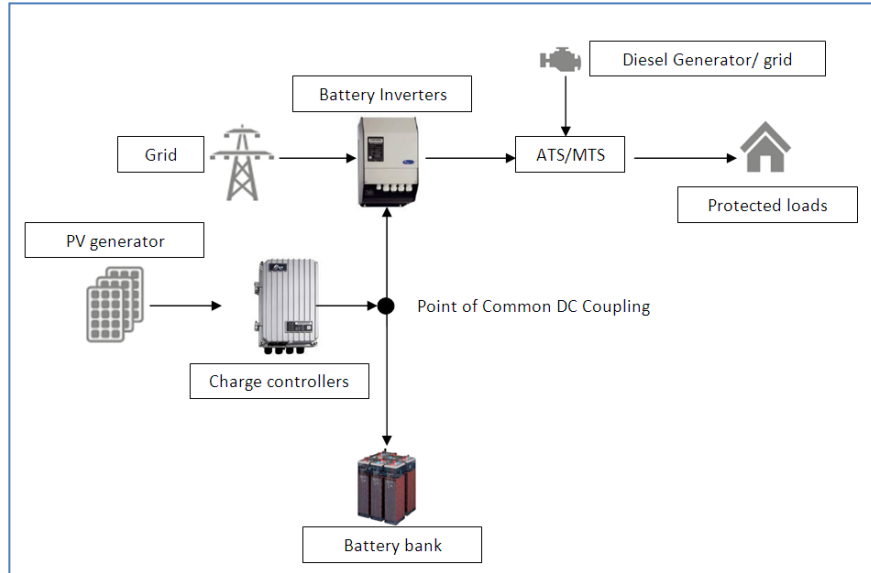 Diesel Generator/ grid
Battery Inverters
Grid
ATS/MTS
Protected loads
PV generator
Point of Common DC Coupling
Charge controllers
Battery bank